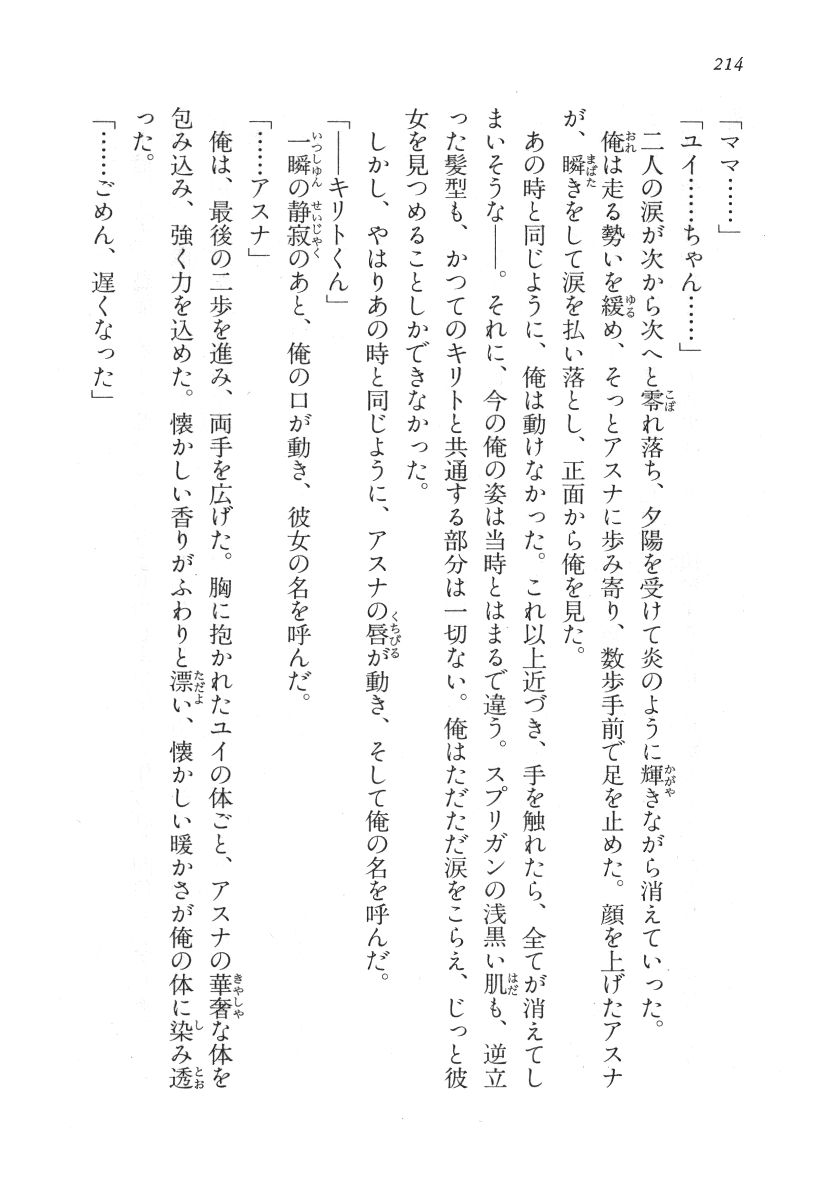 214
「ママ……」
「ユイ……ちゃん……」
二人の涙が次から次へと零れ落ち、夕陽を受けて炎のように輝きながら消えていった。
俺は走る勢いを緩め、そっとアスナに歩み寄り、数歩手前で足を止めた。顔を上げたアスナ
が、瞬きをして涙を払い落とし、正面から俺を見た。
あの時と同じように、俺は動けなかった。これ以上近づき、手を触れたら、全てが消えてし
まいそうな――。それに、今の俺の姿は当時とはまるで違う。スプリガンの浅黒い肌も、逆立
った髪型も、かつてのキリトと共通する部分は一切ない。俺はただただ涙をこらえ、じっと彼
女を見つめることしかできなかった。
しかし、やはりあの時と同じように、アスナの唇が動き、そして俺の名を呼んだ。
「――キリトくん」
一瞬の静寂のあと、俺の口が動き、彼女の名を呼んだ。
「……アスナ」
俺は、最後の二歩を進み、両手を広げた。胸に抱かれたユイの体ごと、アスナの華奢な体を
包み込み、強く力を込めた。懐かしい香りがふわりと漂い、懐かしい暖かさが俺の体に染み透
った。
「……ごめん、遅くなった」